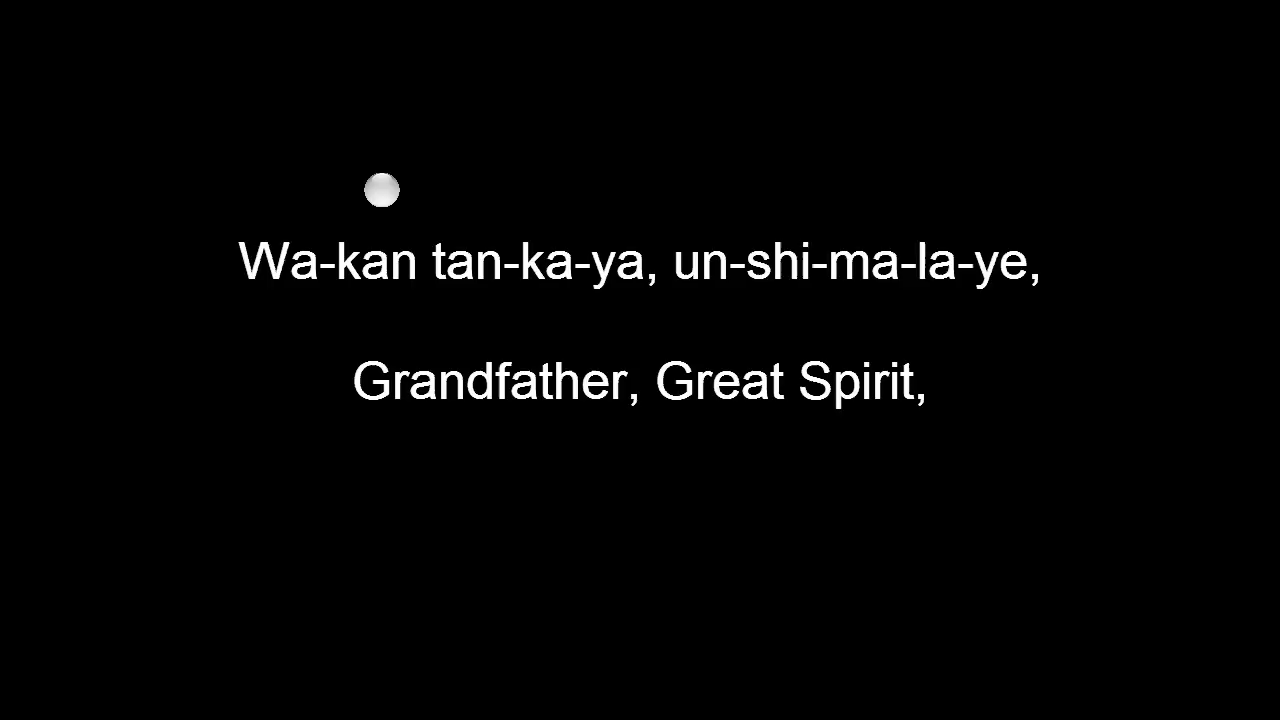 Wa-kan tan-ka-ya, un-shi-ma-la-ye,
Grandfather, Great Spirit,